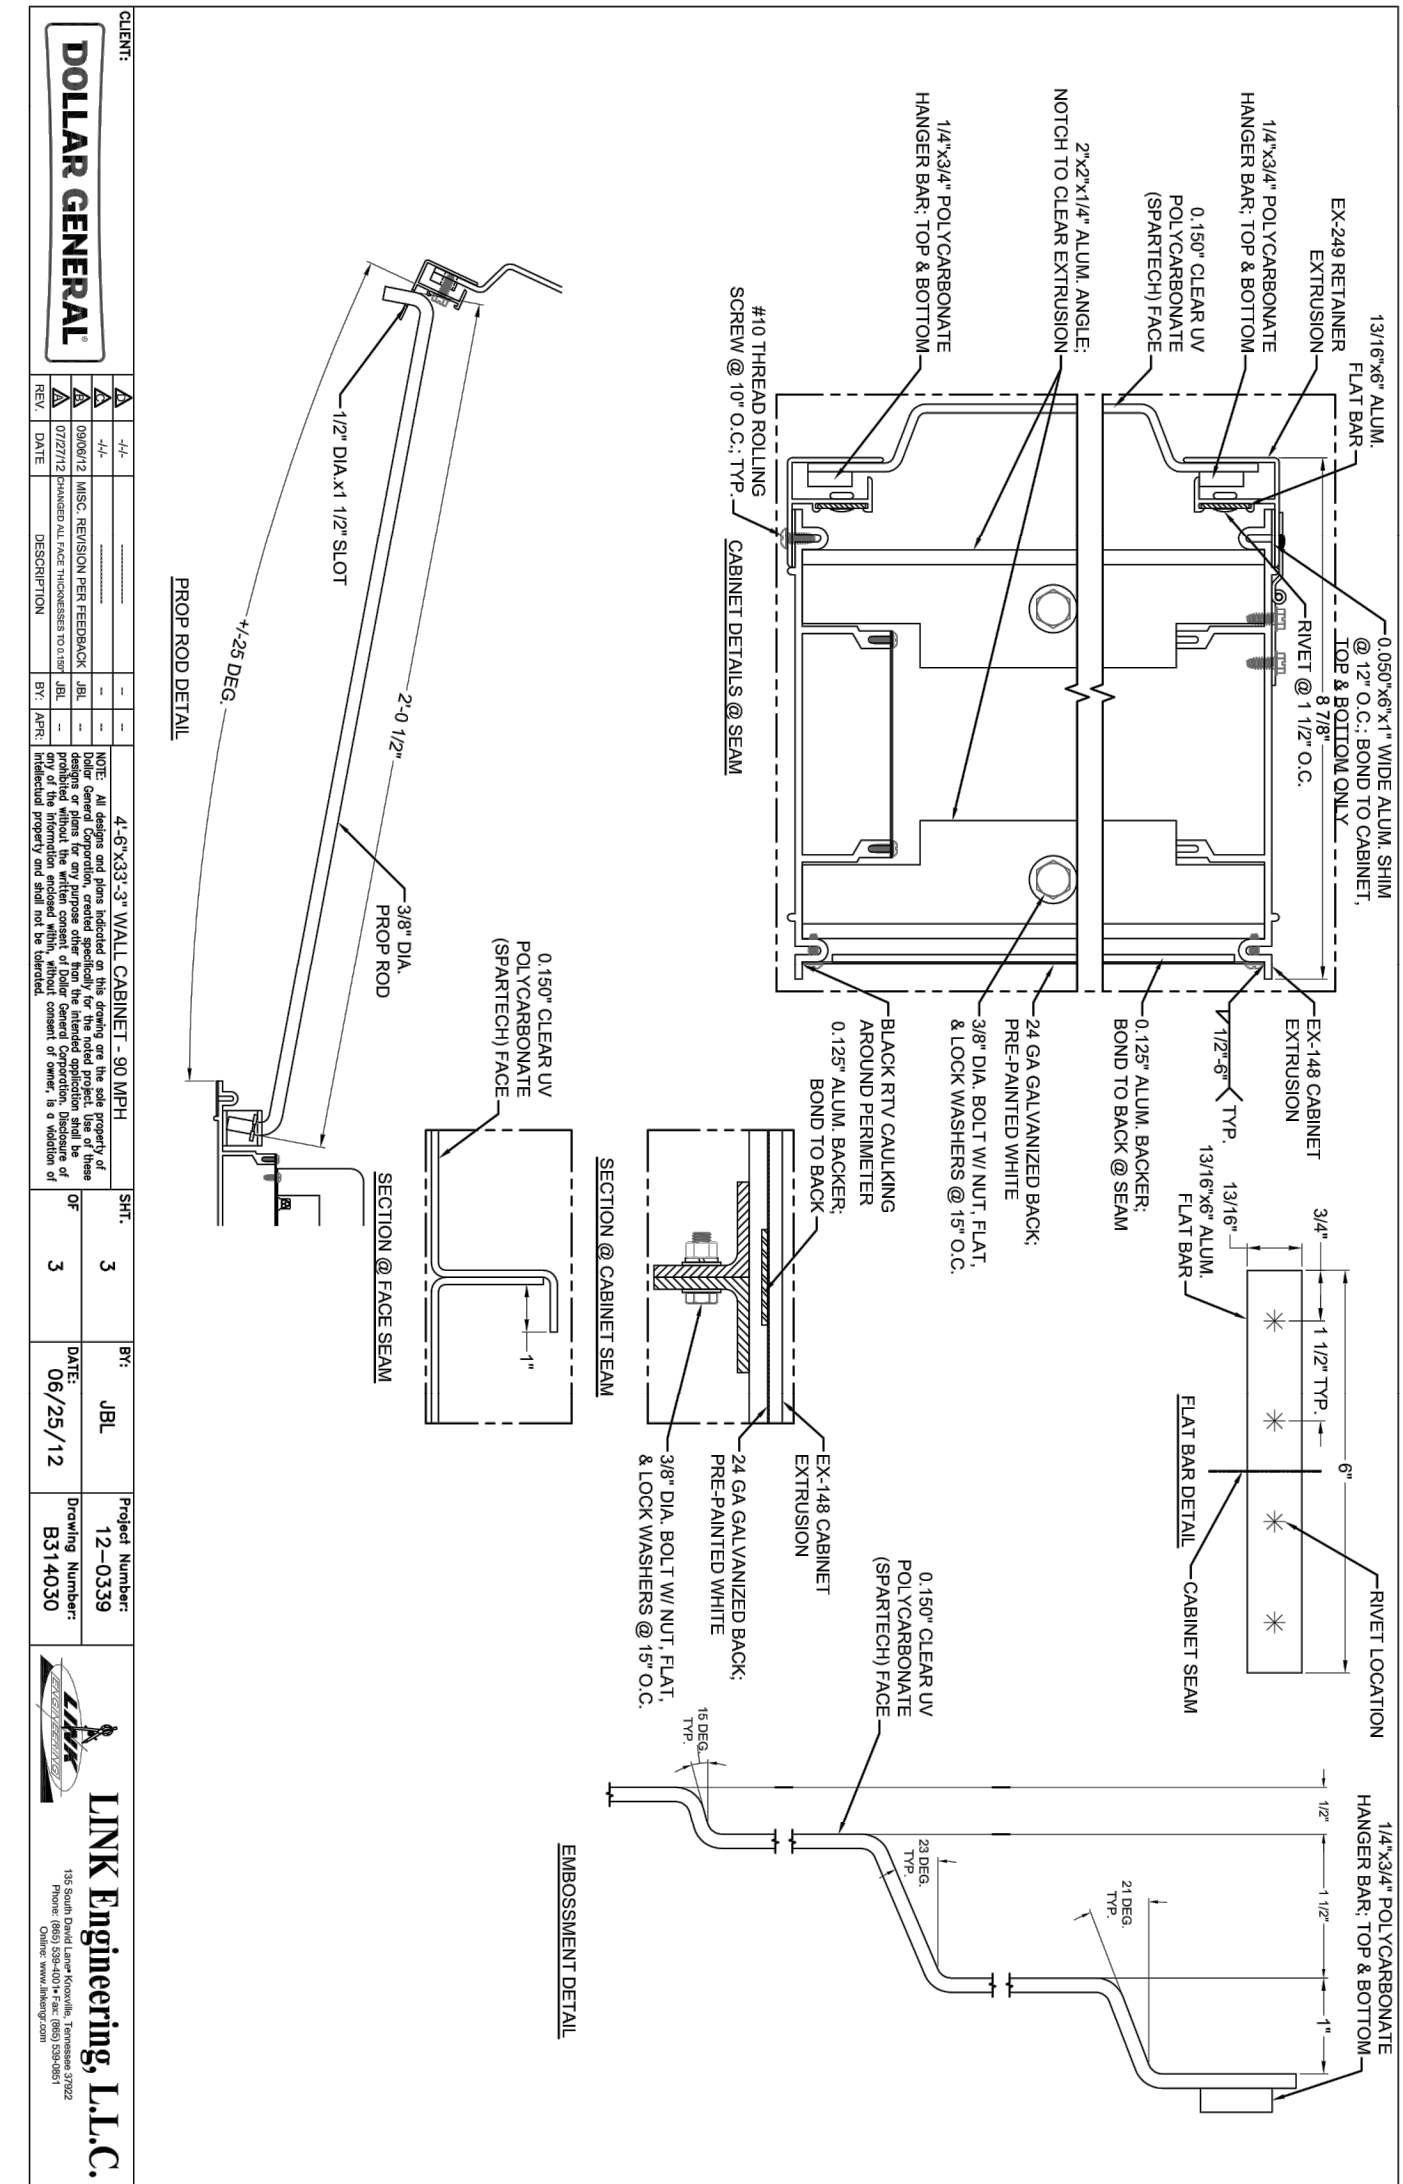 13/16"x6" ALUM.
FLAT BAR
EX-249 RETAINER
EXTRUSION
1/4"x3/4" POLYCARBONATE
HANGER BAR; TOP & BOTTOM
0.150" CLEAR UV
POLYCARBONATE
(SPARTECH) FACE
2"x2"x1/4" ALUM. ANGLE;
NOTCH TO CLEAR EXTRUSION
1/4"x3/4" POLYCARBONATE
HANGER BAR; TOP & BOTTOM
#10 THREAD ROLLING
SCREW @ 10" O.C.; TYP.
0.050"x6"x1" WIDE ALUM. SHIM
@ 12" O.C.; BOND TO CABINET,
TOP & BOTTOM ONLY
8 7/8"
RIVET @ 1 1/2" O.C.
EX-148 CABINET
EXTRUSION
1/2"-6"
TYP.
0.125" ALUM. BACKER;
BOND TO BACK @ SEAM
24 GA GALVANIZED BACK;
PRE-PAINTED WHITE
3/8" DIA. BOLT W/ NUT, FLAT,
& LOCK WASHERS @ 15" O.C.
BLACK RTV CAULKING
AROUND PERIMETER
CABINET DETAILS @ SEAM
3/4"
1 1/2" TYP.
6"
13/16"
13/16"x6" ALUM.
FLAT BAR
RIVET LOCATION
CABINET SEAM
FLAT BAR DETAIL
1/4"x3/4" POLYCARBONATE
HANGER BAR; TOP & BOTTOM
1/2"
1 1/2"
1"
21 DEG.
TYP.
23 DEG.
TYP.
15 DEG.
TYP.
0.150" CLEAR UV
POLYCARBONATE
(SPARTECH) FACE
EMBOSSMENT DETAIL
0.125" ALUM. BACKER;
BOND TO BACK
EX-148 CABINET
EXTRUSION
24 GA GALVANIZED BACK;
PRE-PAINTED WHITE
3/8" DIA. BOLT W/ NUT, FLAT,
& LOCK WASHERS @ 15" O.C.
SECTION @ CABINET SEAM
0.150" CLEAR UV
POLYCARBONATE
(SPARTECH) FACE
1"
SECTION @ FACE SEAM
1/2" DIA.x1 1/2" SLOT
2'-0 1/2"
3/8" DIA.
PROP ROD
+/-25 DEG.
PROP ROD DETAIL
CLIENT:
DOLLAR GENERAL®
D -/- ---------------- -- --
C -/- ---------------- -- --
B 09/06/12 MISC. REVISION PER FEEDBACK JBL --
A 07/27/12 CHANGED ALL FACE THICKNESSES TO 0.150" JBL --
REV. DATE DESCRIPTION BY: APR:
4'-6"x33'-3" WALL CABINET - 90 MPH
NOTE: All designs and plans indicated on this drawing are the sole property of
Dollar General Corporation, created specifically for the noted project. Use of these
designs or plans for any purpose other than the intended application shall be
prohibited without the written consent of Dollar General Corporation. Disclosure of
any of the information enclosed within, without consent of owner, is a violation of
intellectual property and shall not be tolerated.
SHT. 3
OF 3
BY: JBL
DATE: 06/25/12
Project Number:
12-0339
Drawing Number:
B314030
LINK
ENGINEERING
LINK Engineering, L.L.C.
135 South David Lane• Knoxville, Tennessee 37922
Phone: (865) 539-4001• Fax: (865) 539-0851
Online: www.linkengr.com